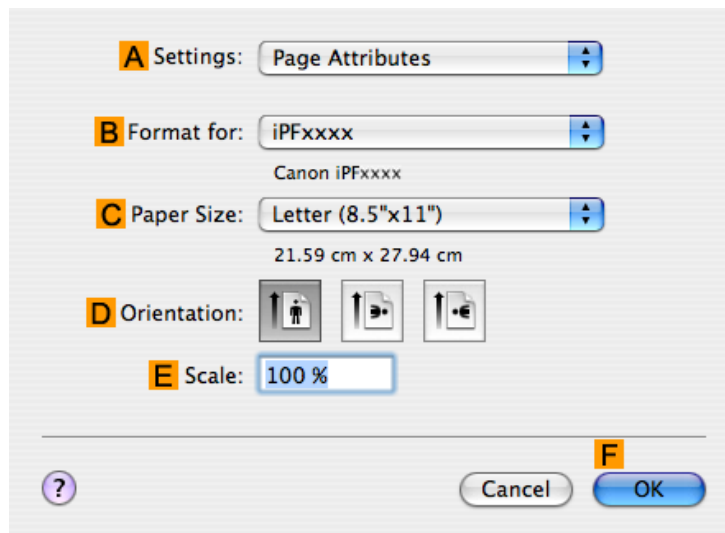 A Settings: Page Attributes
B Format for: iPFxxxx
Canon iPFxxxx
C Paper Size: Letter (8.5"x11")
21.59 cm x 27.94 cm
D Orientation:
E Scale: 100 %
F
? Cancel OK